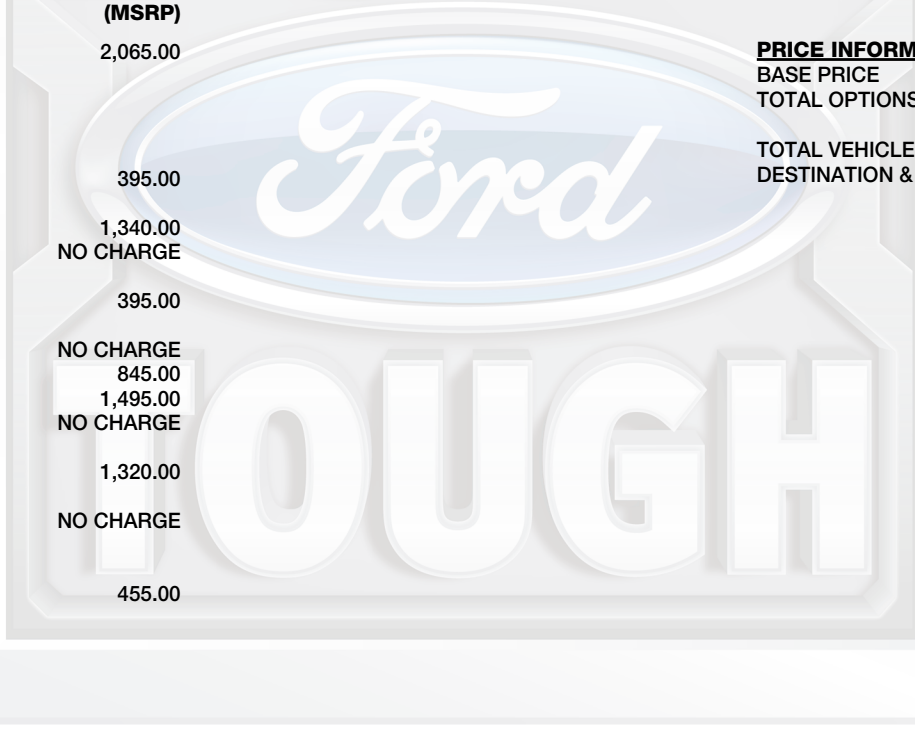 (MSRP)
2,065.00
395.00
1,340.00
NO CHARGE
395.00
NO CHARGE
845.00
1,495.00
NO CHARGE
1,320.00
NO CHARGE
455.00
PRICE INFORM
BASE PRICE
TOTAL OPTIONS
TOTAL VEHICLE
DESTINATION &
Ford
TOUGH